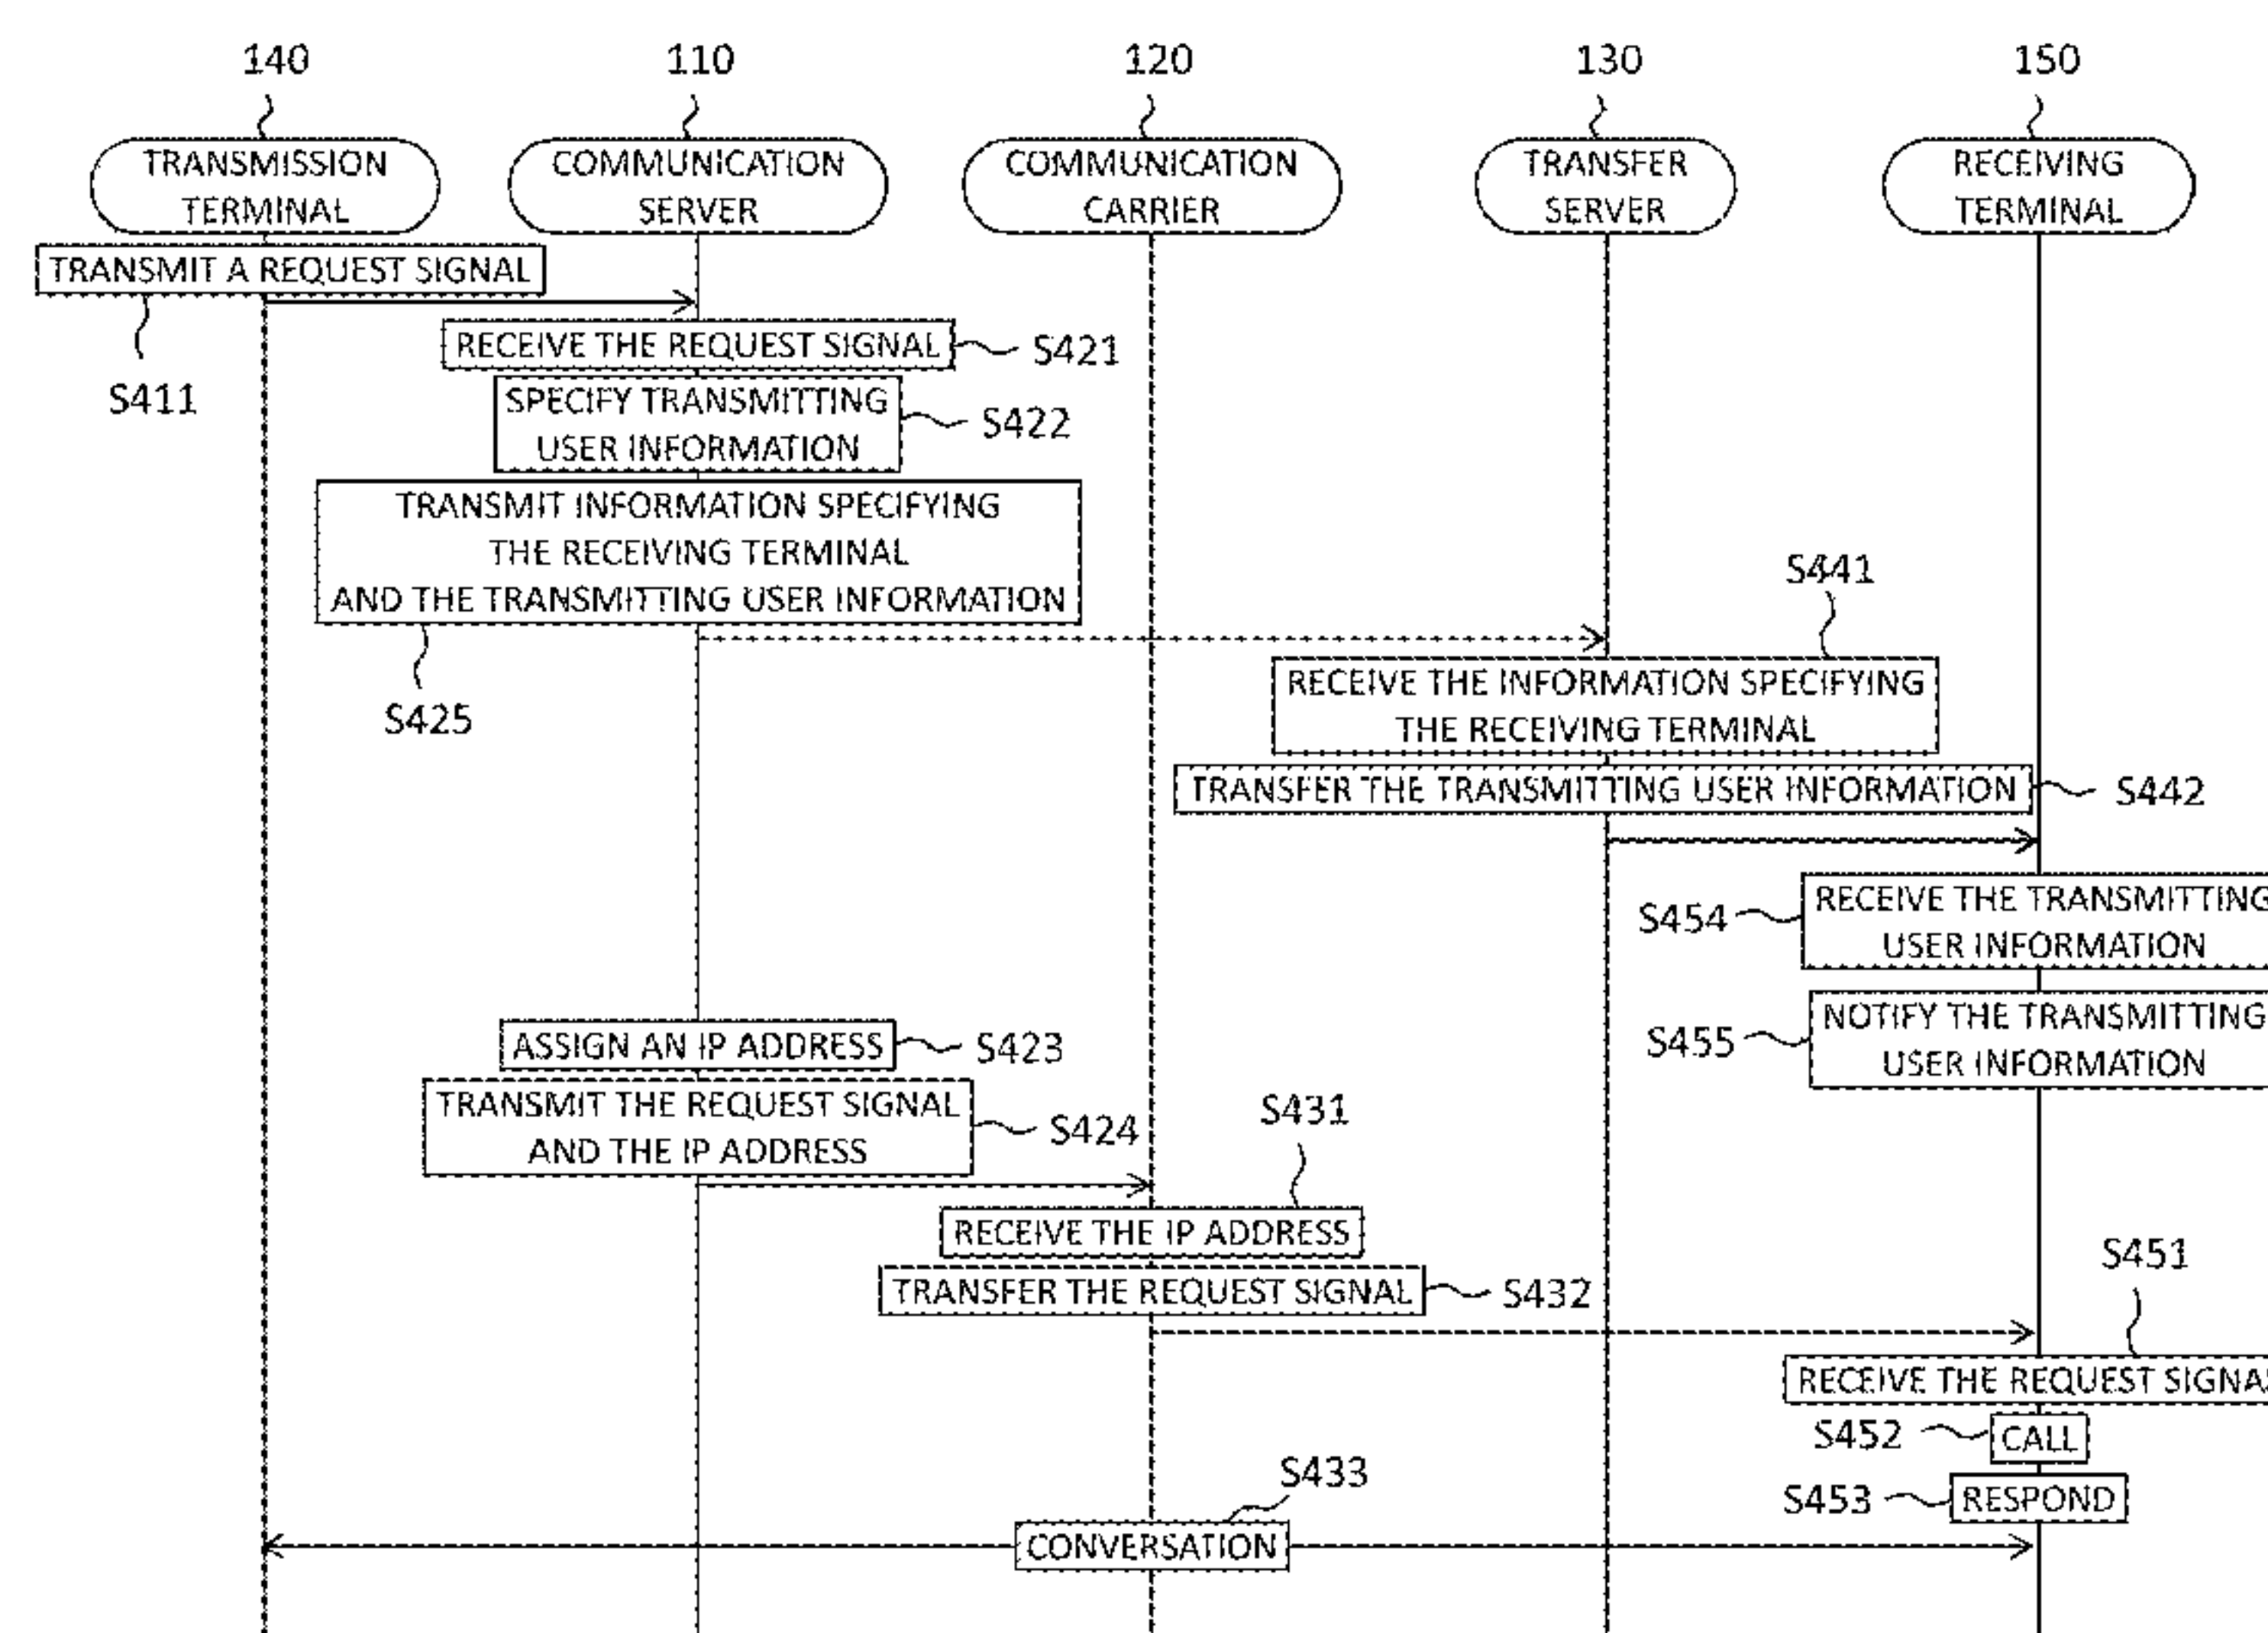 140
110
120
130
150
TRANSMISSION
TERMINAL
COMMUNICATION
SERVER
COMMUNICATION
CARRIER
TRANSFER
SERVER
RECEIVING
TERMINAL
TRANSMIT A REQUEST SIGNAL
S411
RECEIVE THE REQUEST SIGNAL
S421
SPECIFY TRANSMITTING
USER INFORMATION
S422
TRANSMIT INFORMATION SPECIFYING
THE RECEIVING TERMINAL
AND THE TRANSMITTING USER INFORMATION
S425
S441
RECEIVE THE INFORMATION SPECIFYING
THE RECEIVING TERMINAL
TRANSFER THE TRANSMITTING USER INFORMATION
S442
S454
RECEIVE THE TRANSMITTING
USER INFORMATION
S455
NOTIFY THE TRANSMITTING
USER INFORMATION
ASSIGN AN IP ADDRESS
S423
TRANSMIT THE REQUEST SIGNAL
AND THE IP ADDRESS
S424
S431
RECEIVE THE IP ADDRESS
TRANSFER THE REQUEST SIGNAL
S432
S451
RECEIVE THE REQUEST SIGNA
S452
CALL
S453
RESPOND
S433
CONVERSATION